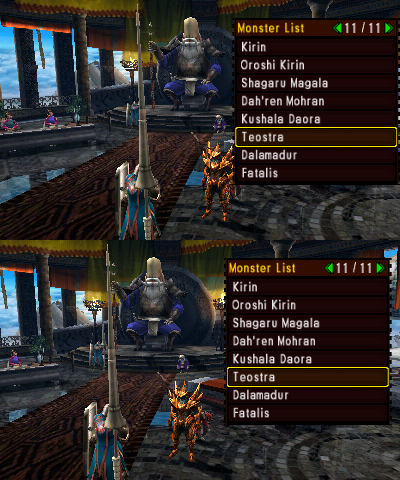 Monster List 11 / 11
Kirin
Oroshi Kirin
Shagaru Magala
Dah'ren Mohran
Kushala Daora
Teostra
Dalamadur
Fatalis
Monster List 11 / 11
Kirin
Oroshi Kirin
Shagaru Magala
Dah'ren Mohran
Kushala Daora
Teostra
Dalamadur
Fatalis